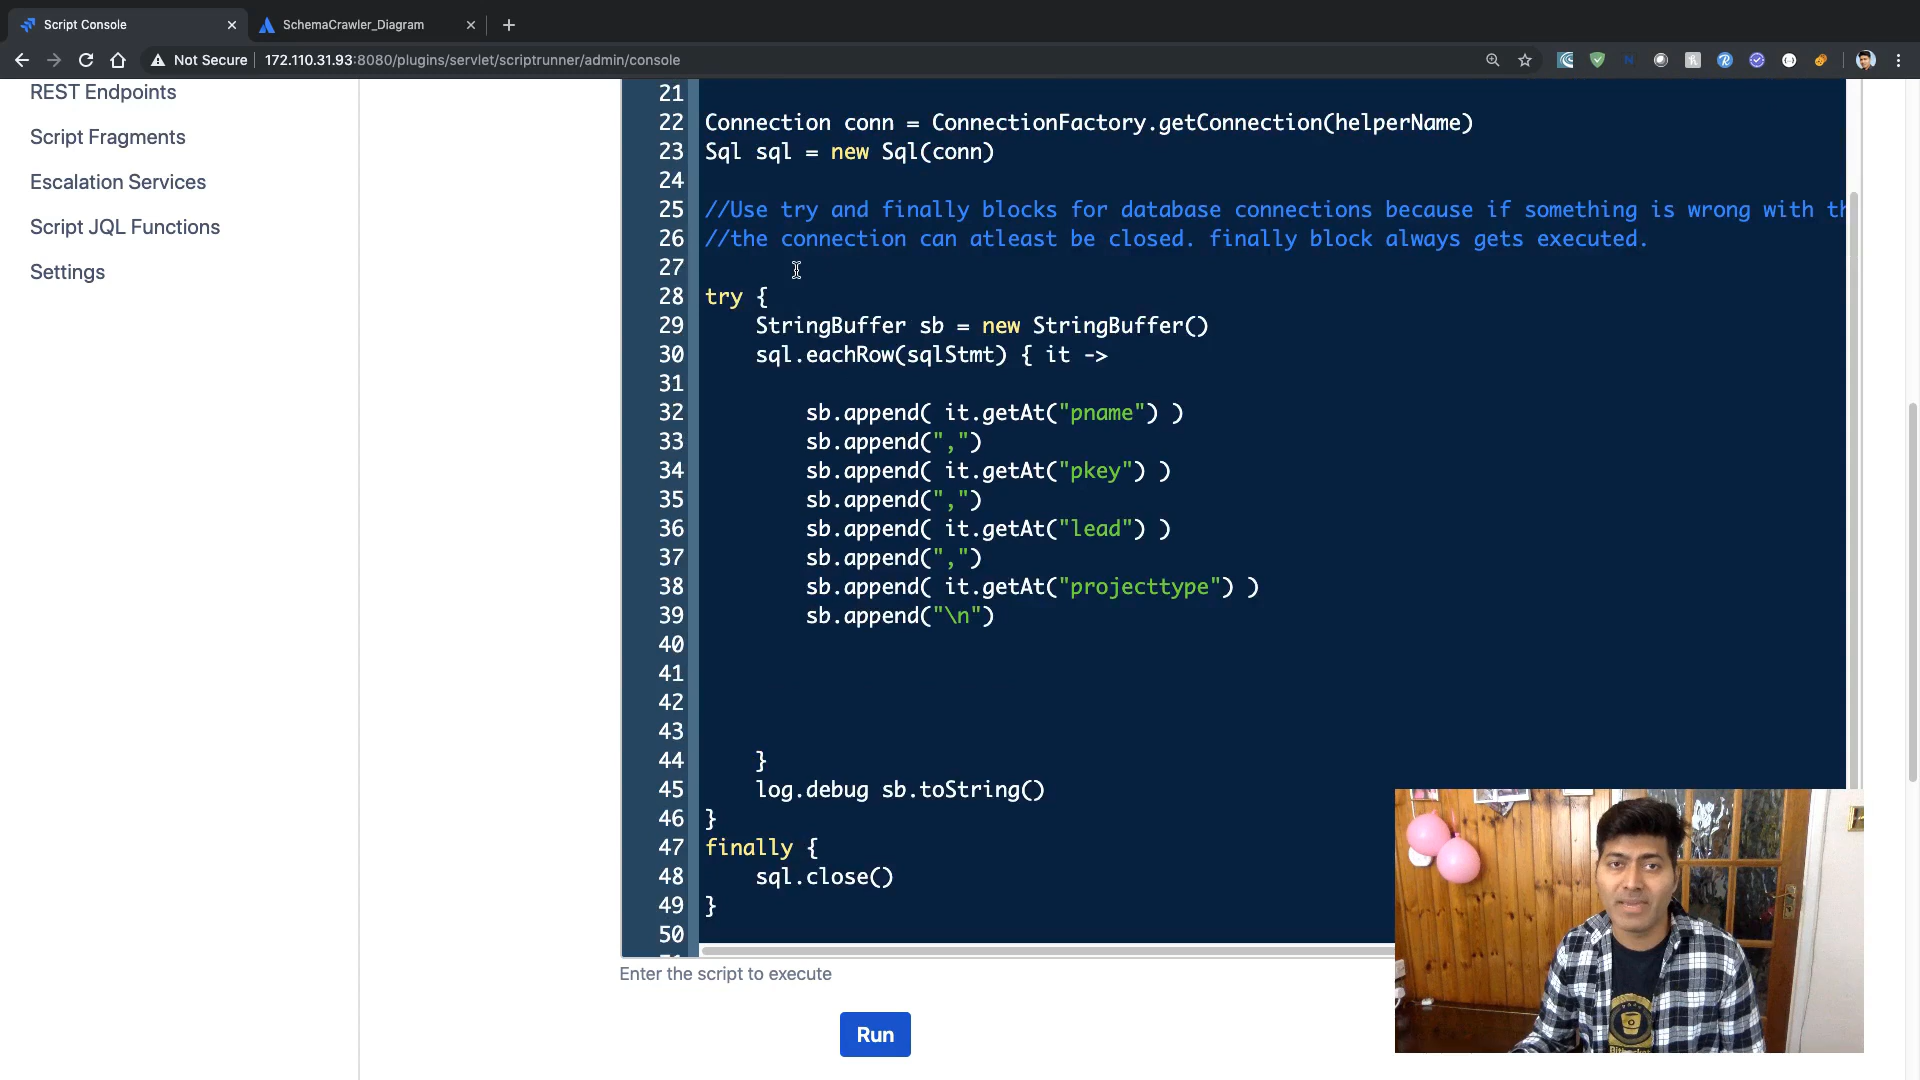 Script Console
SchemaCrawler_Diagram
Not Secure
172.110.31.93:8080/plugins/servlet/scriptrunner/admin/console
REST Endpoints
Script Fragments
Escalation Services
Script JQL Functions
Settings
21
22 Connection conn = ConnectionFactory.getConnection(helperName)
23 Sql sql = new Sql(conn)
24
25 //Use try and finally blocks for database connections because if something is wrong with
26 //the connection can atleast be closed. finally block always gets executed.
27
28 try {
29 StringBuffer sb = new StringBuffer()
30 sql.eachRow(sqlStmt) { it ->
31
32 sb.append( it.getAt("pname") )
33 sb.append(",")
34 sb.append( it.getAt("pkey") )
35 sb.append(",")
36 sb.append( it.getAt("lead") )
37 sb.append(",")
38 sb.append( it.getAt("projecttype") )
39 sb.append("\n")
40
41
42
43
44 }
45 log.debug sb.toString()
46 }
47 finally {
48 sql.close()
49 }
50
Enter the script to execute
Run